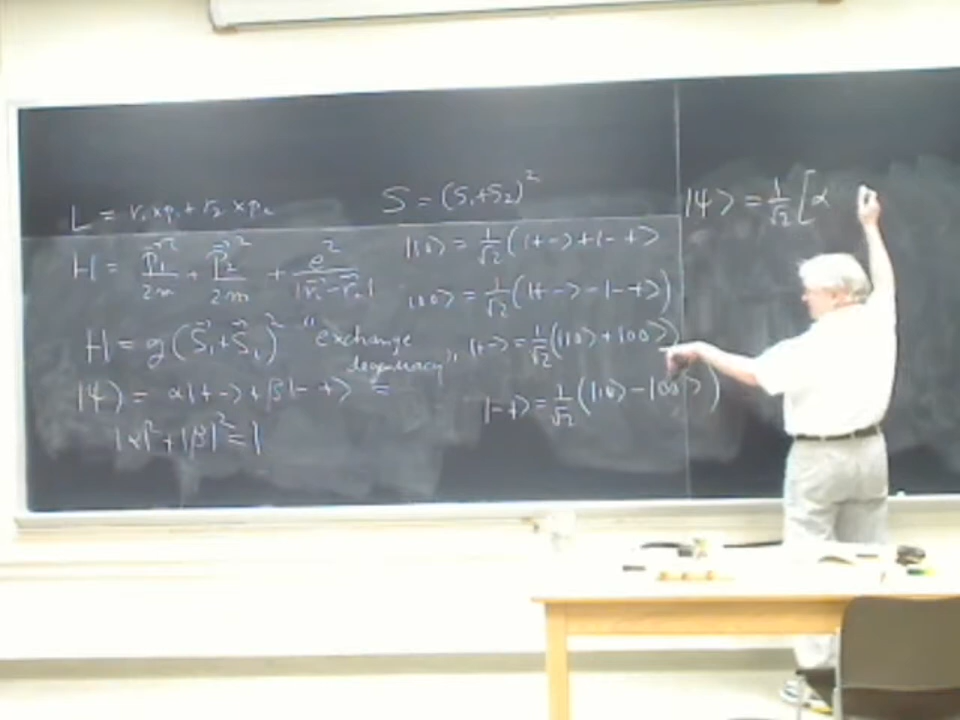 L = r₁×p₁+r₂×p₂
S = (S₁+S₂)²
H = p⃗₁²/2m + p⃗₂²/2m + e²/|r⃗₁-r⃗₂|
H = g(S⃗₁+S⃗₂)² "exchange degeneracy"
|ψ⟩ = α|+-⟩+β|-+⟩ =
|α|²+|β|²=1
|10⟩ = 1/√2 (|+-⟩+|-+⟩
|00⟩ = 1/√2 (|+-⟩-|-+⟩)
|+-⟩ = 1/√2 (|10⟩+|00⟩)
|-+⟩ = 1/√2 (|10⟩-|00⟩)
|ψ⟩ = 1/√2 [α